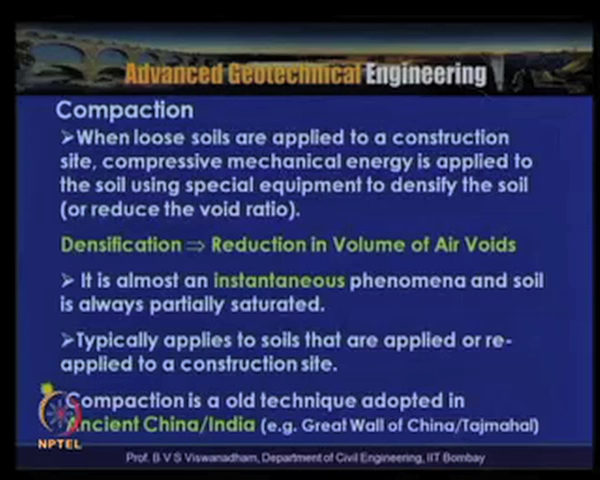 Advanced Geotechnical Engineering
Compaction
➢When loose soils are applied to a construction
site, compressive mechanical energy is applied to
the soil using special equipment to densify the soil
(or reduce the void ratio).
Densification ⇒ Reduction in Volume of Air Voids
➢ It is almost an instantaneous phenomena and soil
is always partially saturated.
➢Typically applies to soils that are applied or re-
applied to a construction site.
Compaction is a old technique adopted in
Ancient China/India (e.g. Great Wall of China/Tajmahal)
NPTEL
Prof. B V S Viswanadham, Department of Civil Engineering, IIT Bombay